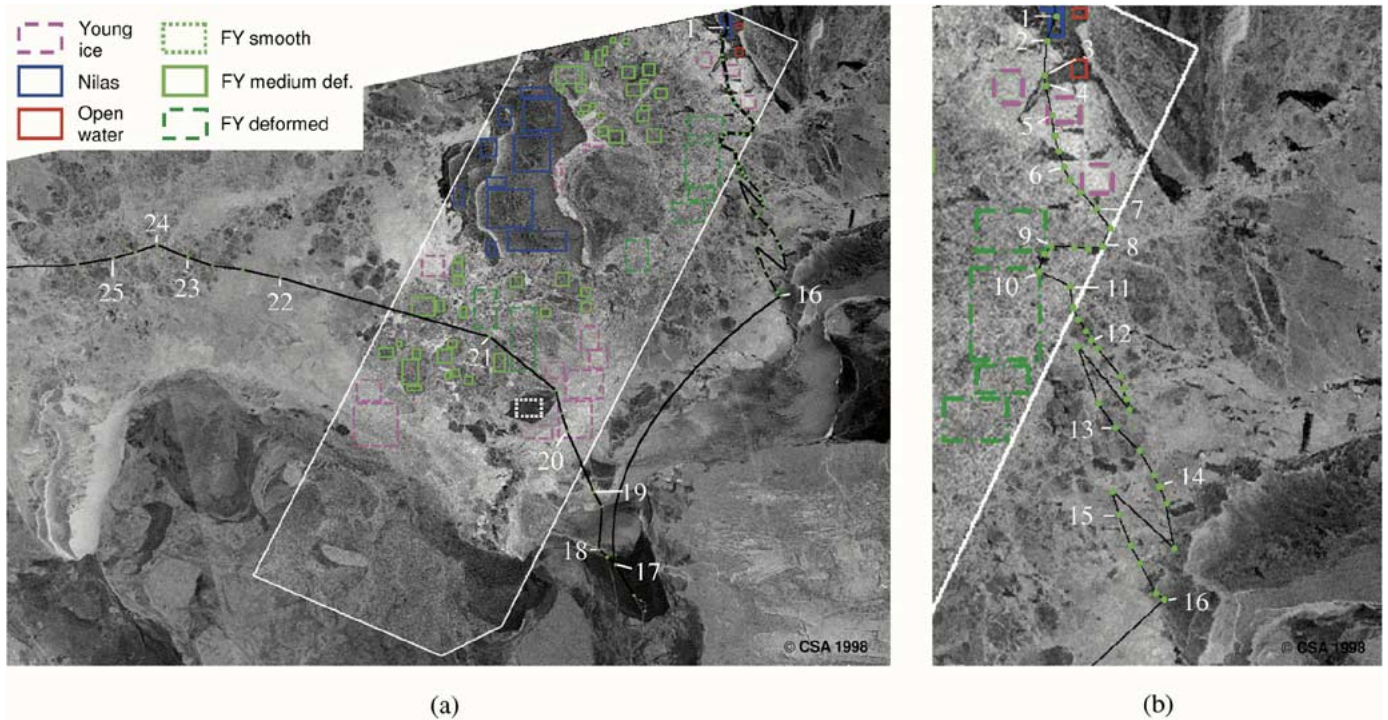 Young
ice
FY smooth
Nilas
FY medium def.
Open
water
FY deformed
1
24
25
23
22
21
16
20
19
18
17
© CSA 1998
(a)
1
2
3
4
5
6
7
9
8
10
11
12
13
14
15
16
© CSA 1998
(b)